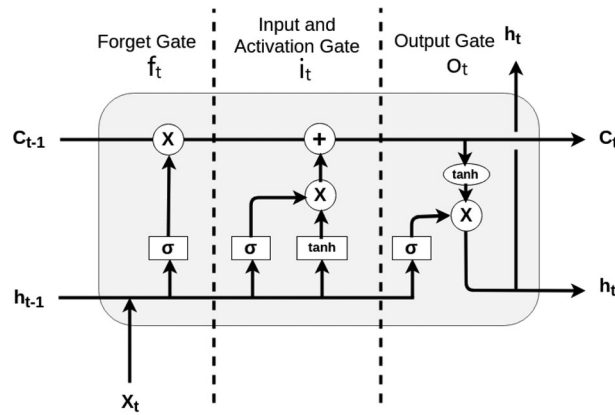 Forget Gate
fₜ
Input and
Activation Gate
iₜ
Output Gate
oₜ
hₜ
Cₜ₋₁
X
+
Cₜ
tanh
X
X
σ
σ
tanh
σ
hₜ₋₁
hₜ
Xₜ